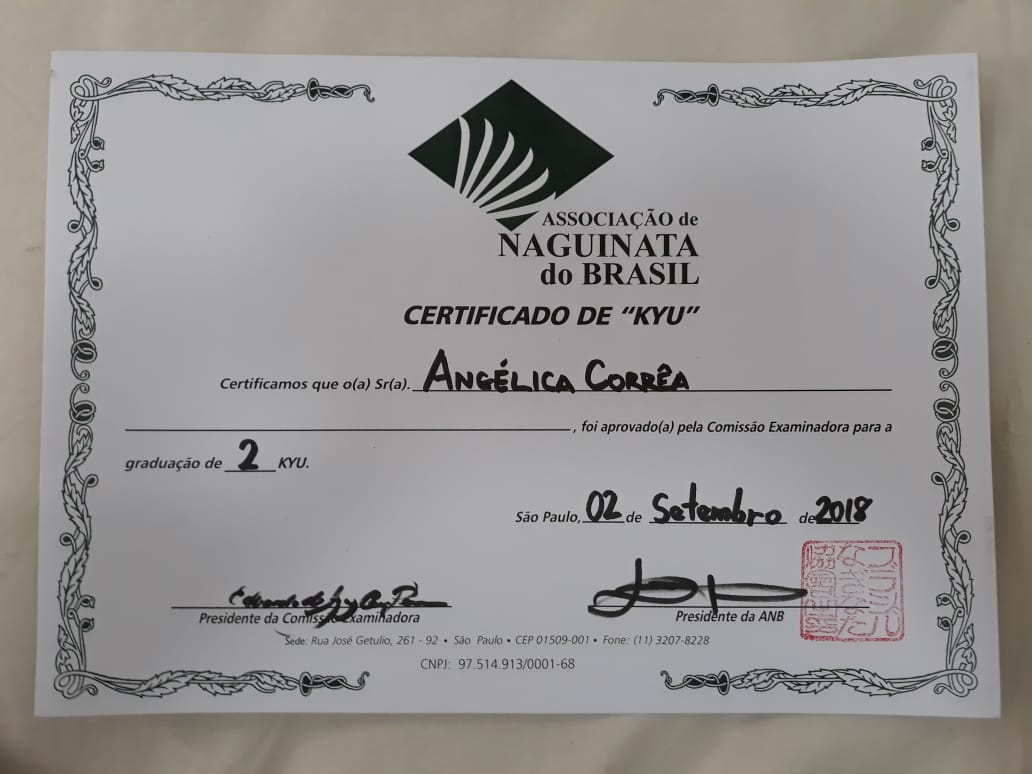 ASSOCIAÇÃO de
NAGUINATA
do BRASIL
CERTIFICADO DE “KYU”
Certificamos que o(a) Sr(a). ANGÉLICA CORRÊA
, foi aprovado(a) pela Comissão Examinadora para a
graduação de 2 KYU.
São Paulo, 02 de Setembro de 2018
Presidente da Comissão Examinadora
Presidente da ANB
Sede: Rua José Getulio, 261 - 92 • São Paulo • CEP 01509-001 • Fone: (11) 3207-8228
CNPJ: 97.514.913/0001-68